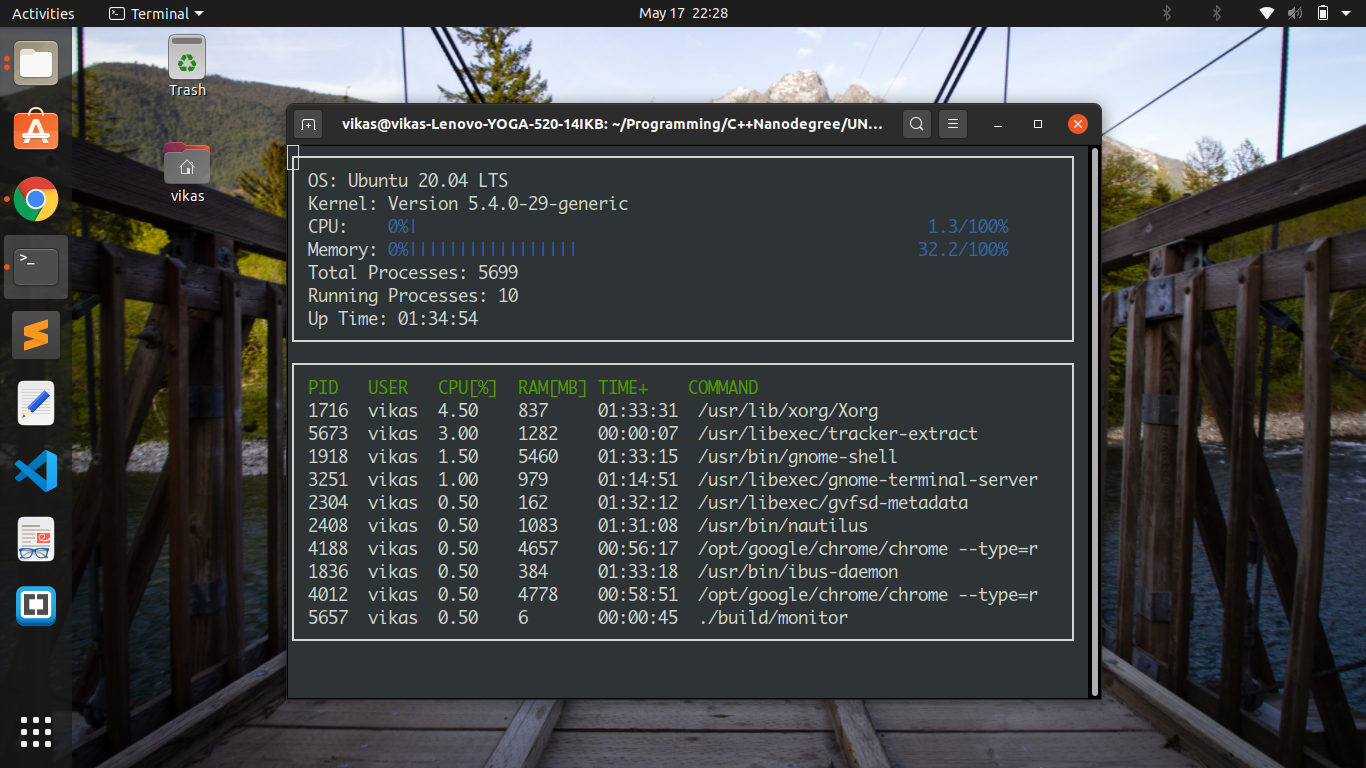 Activities Terminal May 17 22:28
Trash
vikas
vikas@vikas-Lenovo-YOGA-520-14IKB: ~/Programming/C++Nanodegree/UN...
OS: Ubuntu 20.04 LTS
Kernel: Version 5.4.0-29-generic
CPU: 0%| 1.3/100%
Memory: 0%||||||||||||||||| 32.2/100%
Total Processes: 5699
Running Processes: 10
Up Time: 01:34:54
PID USER CPU[%] RAM[MB] TIME+ COMMAND
1716 vikas 4.50 837 01:33:31 /usr/lib/xorg/Xorg
5673 vikas 3.00 1282 00:00:07 /usr/libexec/tracker-extract
1918 vikas 1.50 5460 01:33:15 /usr/bin/gnome-shell
3251 vikas 1.00 979 01:14:51 /usr/libexec/gnome-terminal-server
2304 vikas 0.50 162 01:32:12 /usr/libexec/gvfsd-metadata
2408 vikas 0.50 1083 01:31:08 /usr/bin/nautilus
4188 vikas 0.50 4657 00:56:17 /opt/google/chrome/chrome --type=r
1836 vikas 0.50 384 01:33:18 /usr/bin/ibus-daemon
4012 vikas 0.50 4778 00:58:51 /opt/google/chrome/chrome --type=r
5657 vikas 0.50 6 00:00:45 ./build/monitor